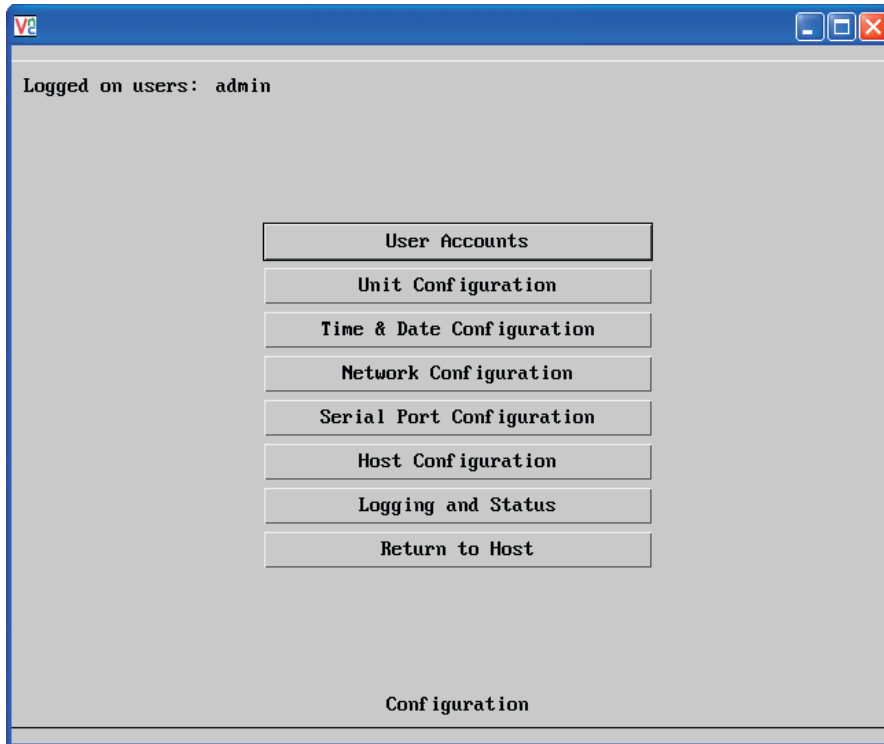 VNC
Logged on users: admin
User Accounts
Unit Configuration
Time & Date Configuration
Network Configuration
Serial Port Configuration
Host Configuration
Logging and Status
Return to Host
Configuration